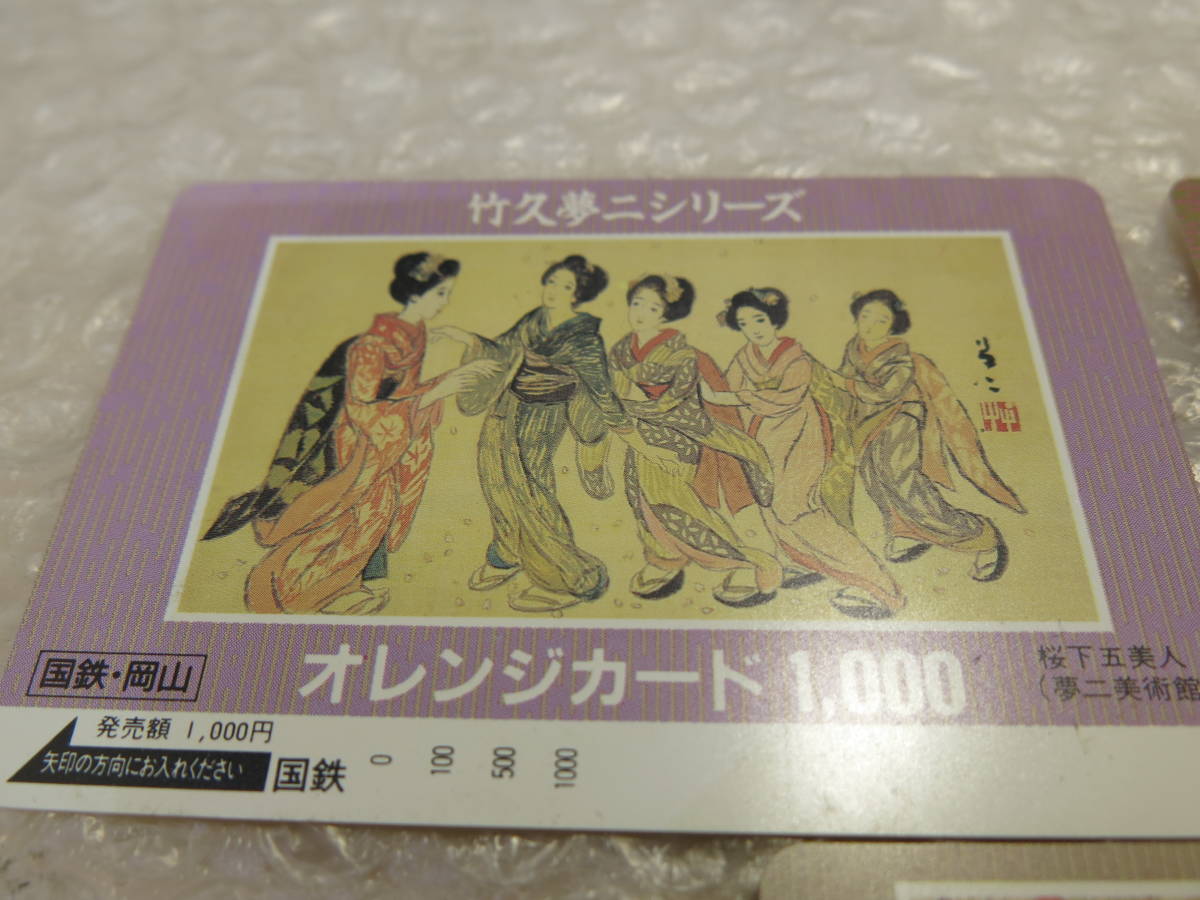 竹久夢二シリーズ
国鉄・岡山
オレンジカード 1,000
桜下五美人
(夢二美術館
発売額 1,000円
矢印の方向にお入れください
国鉄
0
100
500
1000